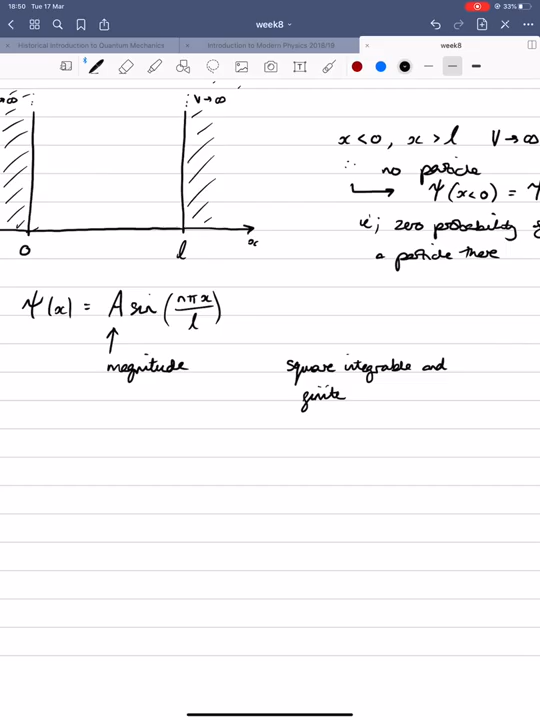 18:50 Tue 17 Mar
33%
week8
Historical Introduction to Quantum Mechanics
Introduction to Modern Physics 2018/19
week8
→ ∞
V → ∞
x < 0, x > l V → ∞
∴ no particle
ψ(x<0) = ψ
ie; zero probability of
a particle there
0
l
x
ψ(x) = A sin (nπx/l)
magnitude
square integrable and
finite